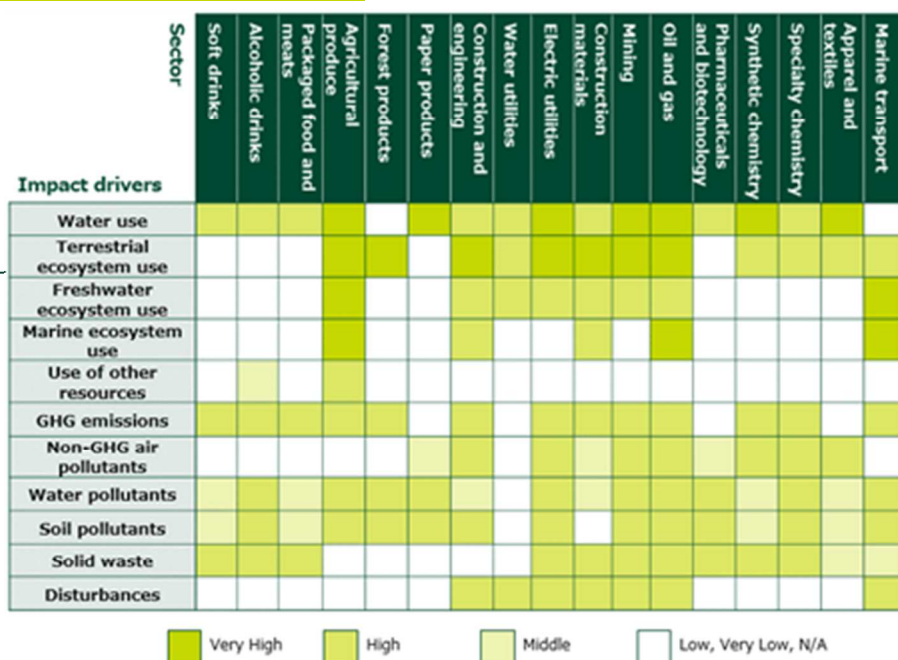 Sector
Soft drinks
Alcoholic drinks
Packaged food and
meats
Agricultural
produce
Forest products
Paper products
Construction and
engineering
Water utilities
Electric utilities
Construction
materials
Mining
Oil and gas
Pharmaceuticals
and biotechnology
Synthetic chemistry
Specialty chemistry
Apparel and
textiles
Marine transport
Impact drivers
Water use
Terrestrial
ecosystem use
Freshwater
ecosystem use
Marine ecosystem
use
Use of other
resources
GHG emissions
Non-GHG air
pollutants
Water pollutants
Soil pollutants
Solid waste
Disturbances
Very High
High
Middle
Low, Very Low, N/A